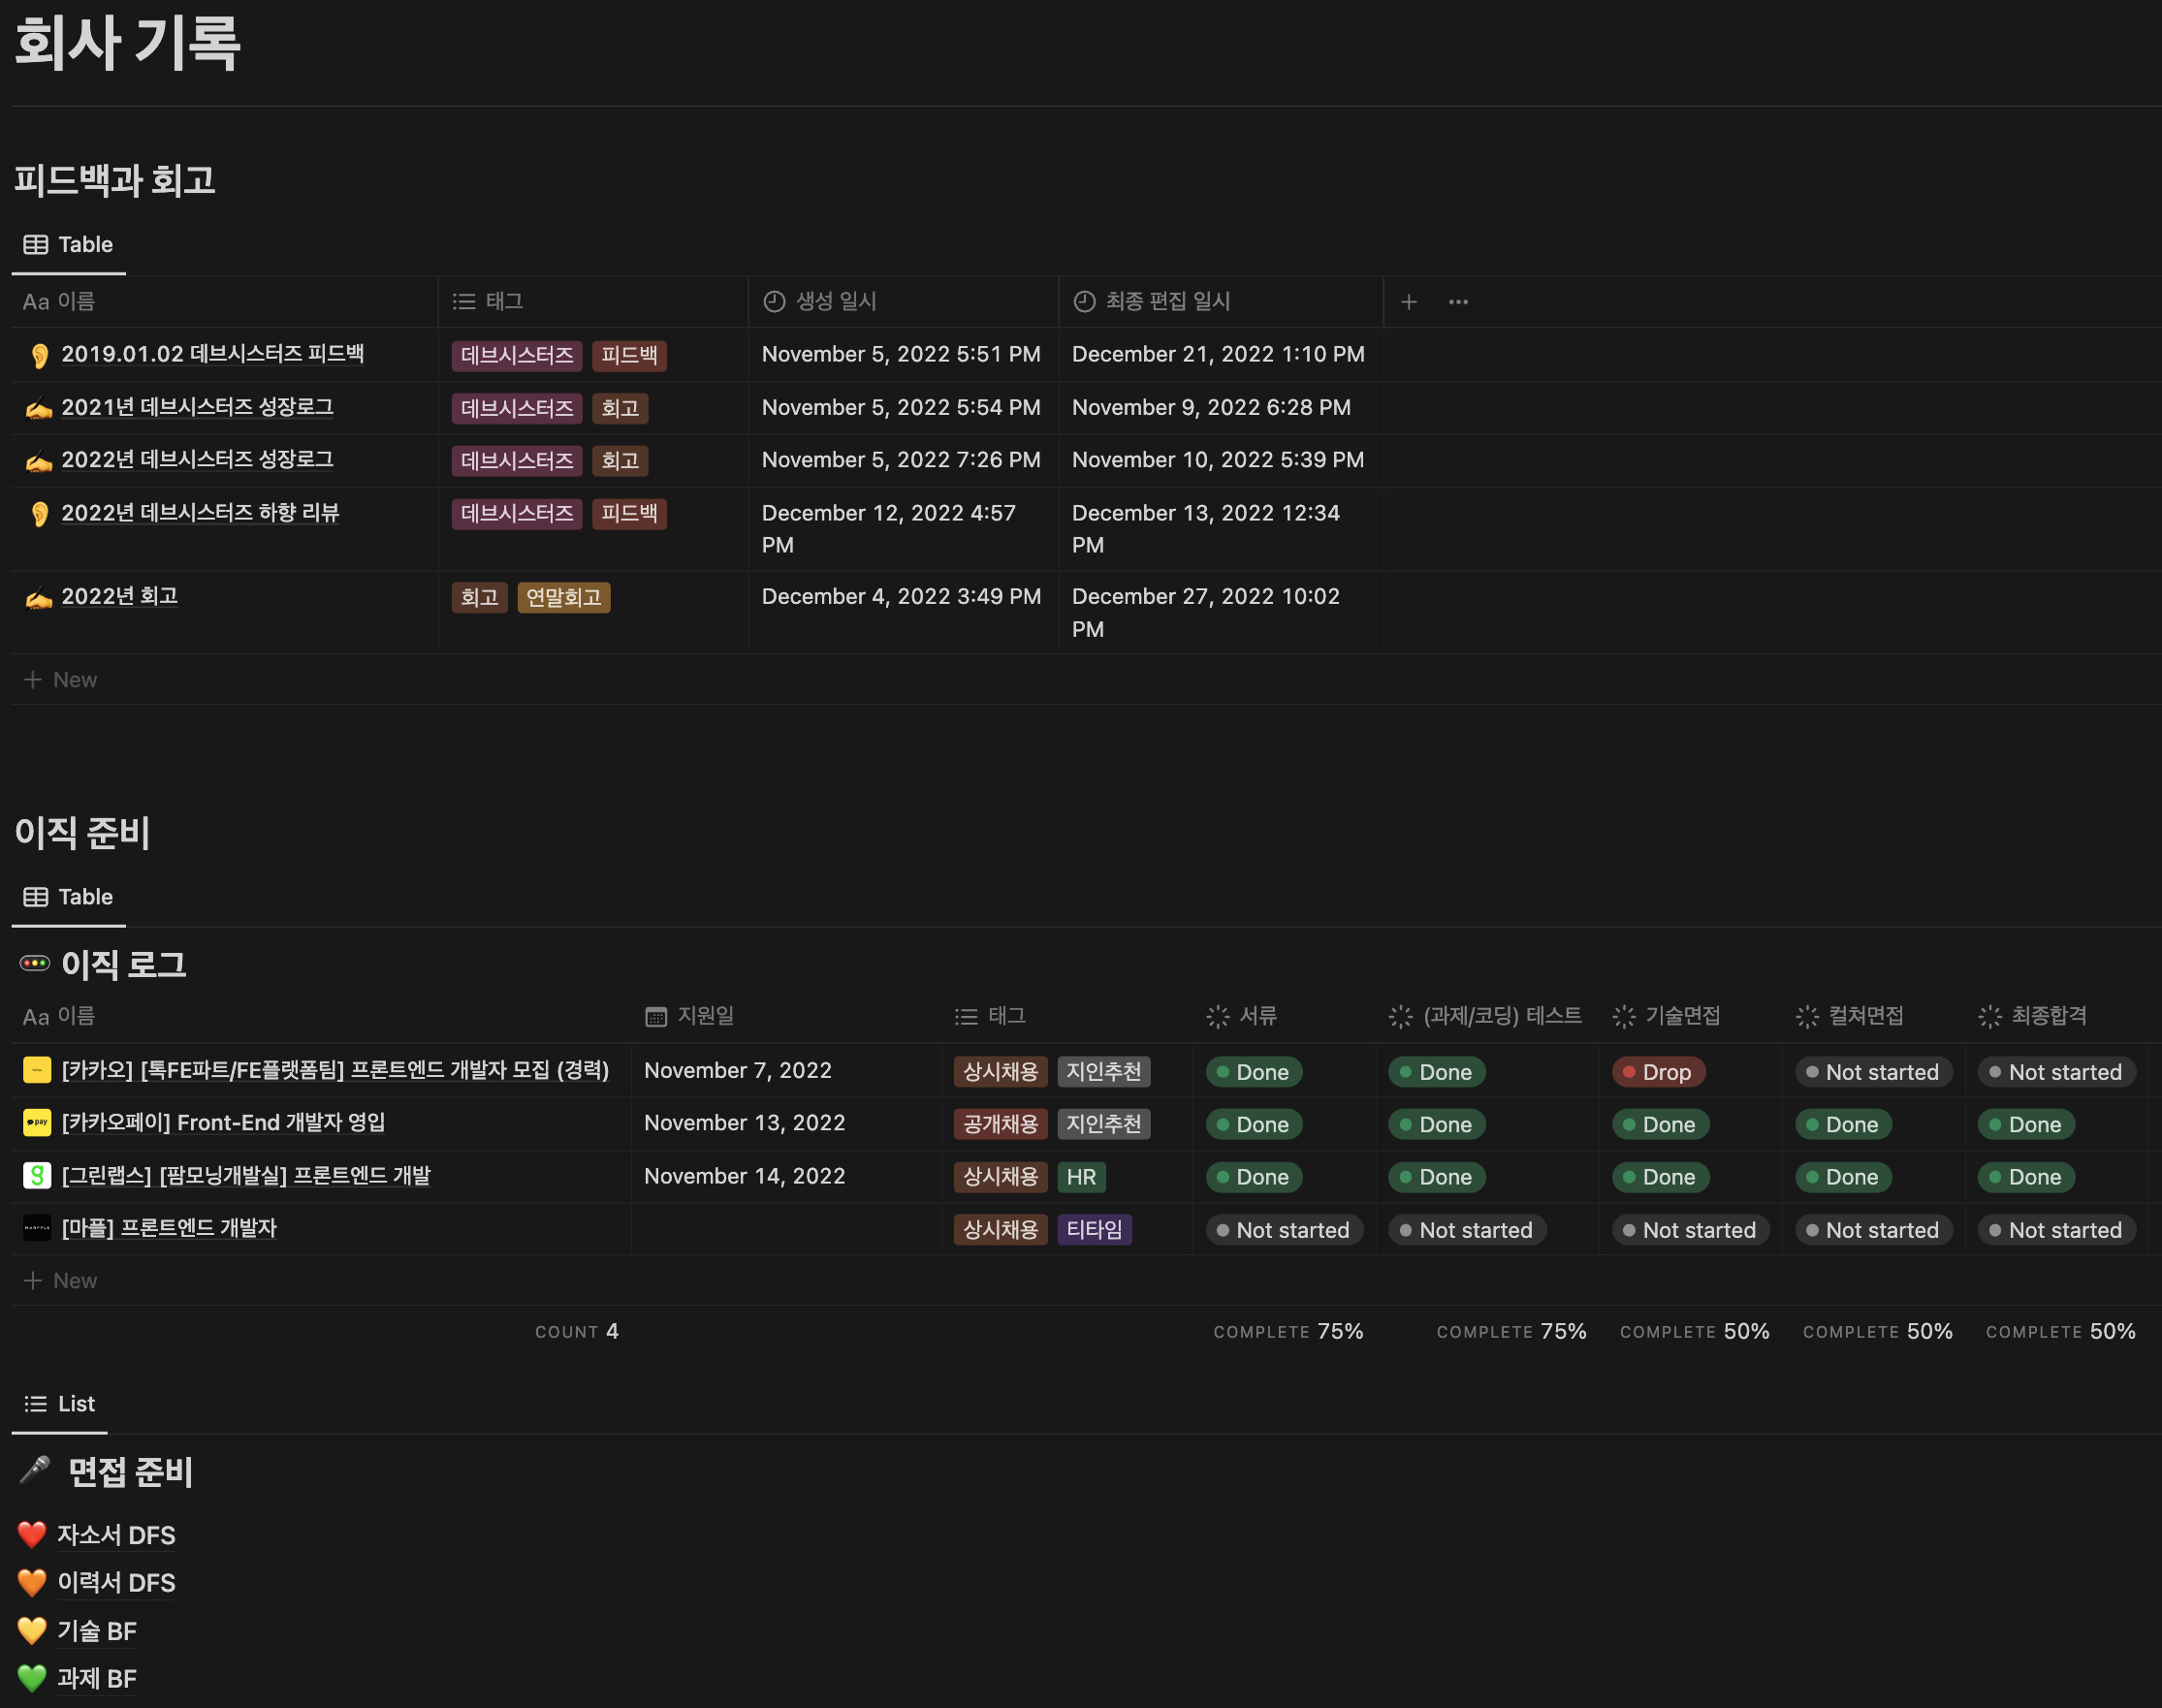 회사 기록
피드백과 회고
Table
Aa 이름 태그 생성 일시 최종 편집 일시
2019.01.02 데브시스터즈 피드백 데브시스터즈 피드백 November 5, 2022 5:51 PM December 21, 2022 1:10 PM
2021년 데브시스터즈 성장로그 데브시스터즈 회고 November 5, 2022 5:54 PM November 9, 2022 6:28 PM
2022년 데브시스터즈 성장로그 데브시스터즈 회고 November 5, 2022 7:26 PM November 10, 2022 5:39 PM
2022년 데브시스터즈 하향 리뷰 데브시스터즈 피드백 December 12, 2022 4:57 PM December 13, 2022 12:34 PM
2022년 회고 회고 연말회고 December 4, 2022 3:49 PM December 27, 2022 10:02 PM
New
이직 준비
Table
이직 로그
Aa 이름 지원일 태그 서류 (과제/코딩) 테스트 기술면접 컬쳐면접 최종합격
[카카오] [톡FE파트/FE플랫폼팀] 프론트엔드 개발자 모집 (경력) November 7, 2022 상시채용 지인추천 Done Done Drop Not started Not started
pay [카카오페이] Front-End 개발자 영입 November 13, 2022 공개채용 지인추천 Done Done Done Done Done
g [그린랩스] [팜모닝개발실] 프론트엔드 개발 November 14, 2022 상시채용 HR Done Done Done Done Done
[마플] 프론트엔드 개발자 상시채용 티타임 Not started Not started Not started Not started Not started
New
COUNT 4 COMPLETE 75% COMPLETE 75% COMPLETE 50% COMPLETE 50% COMPLETE 50%
List
면접 준비
자소서 DFS
이력서 DFS
기술 BF
과제 BF